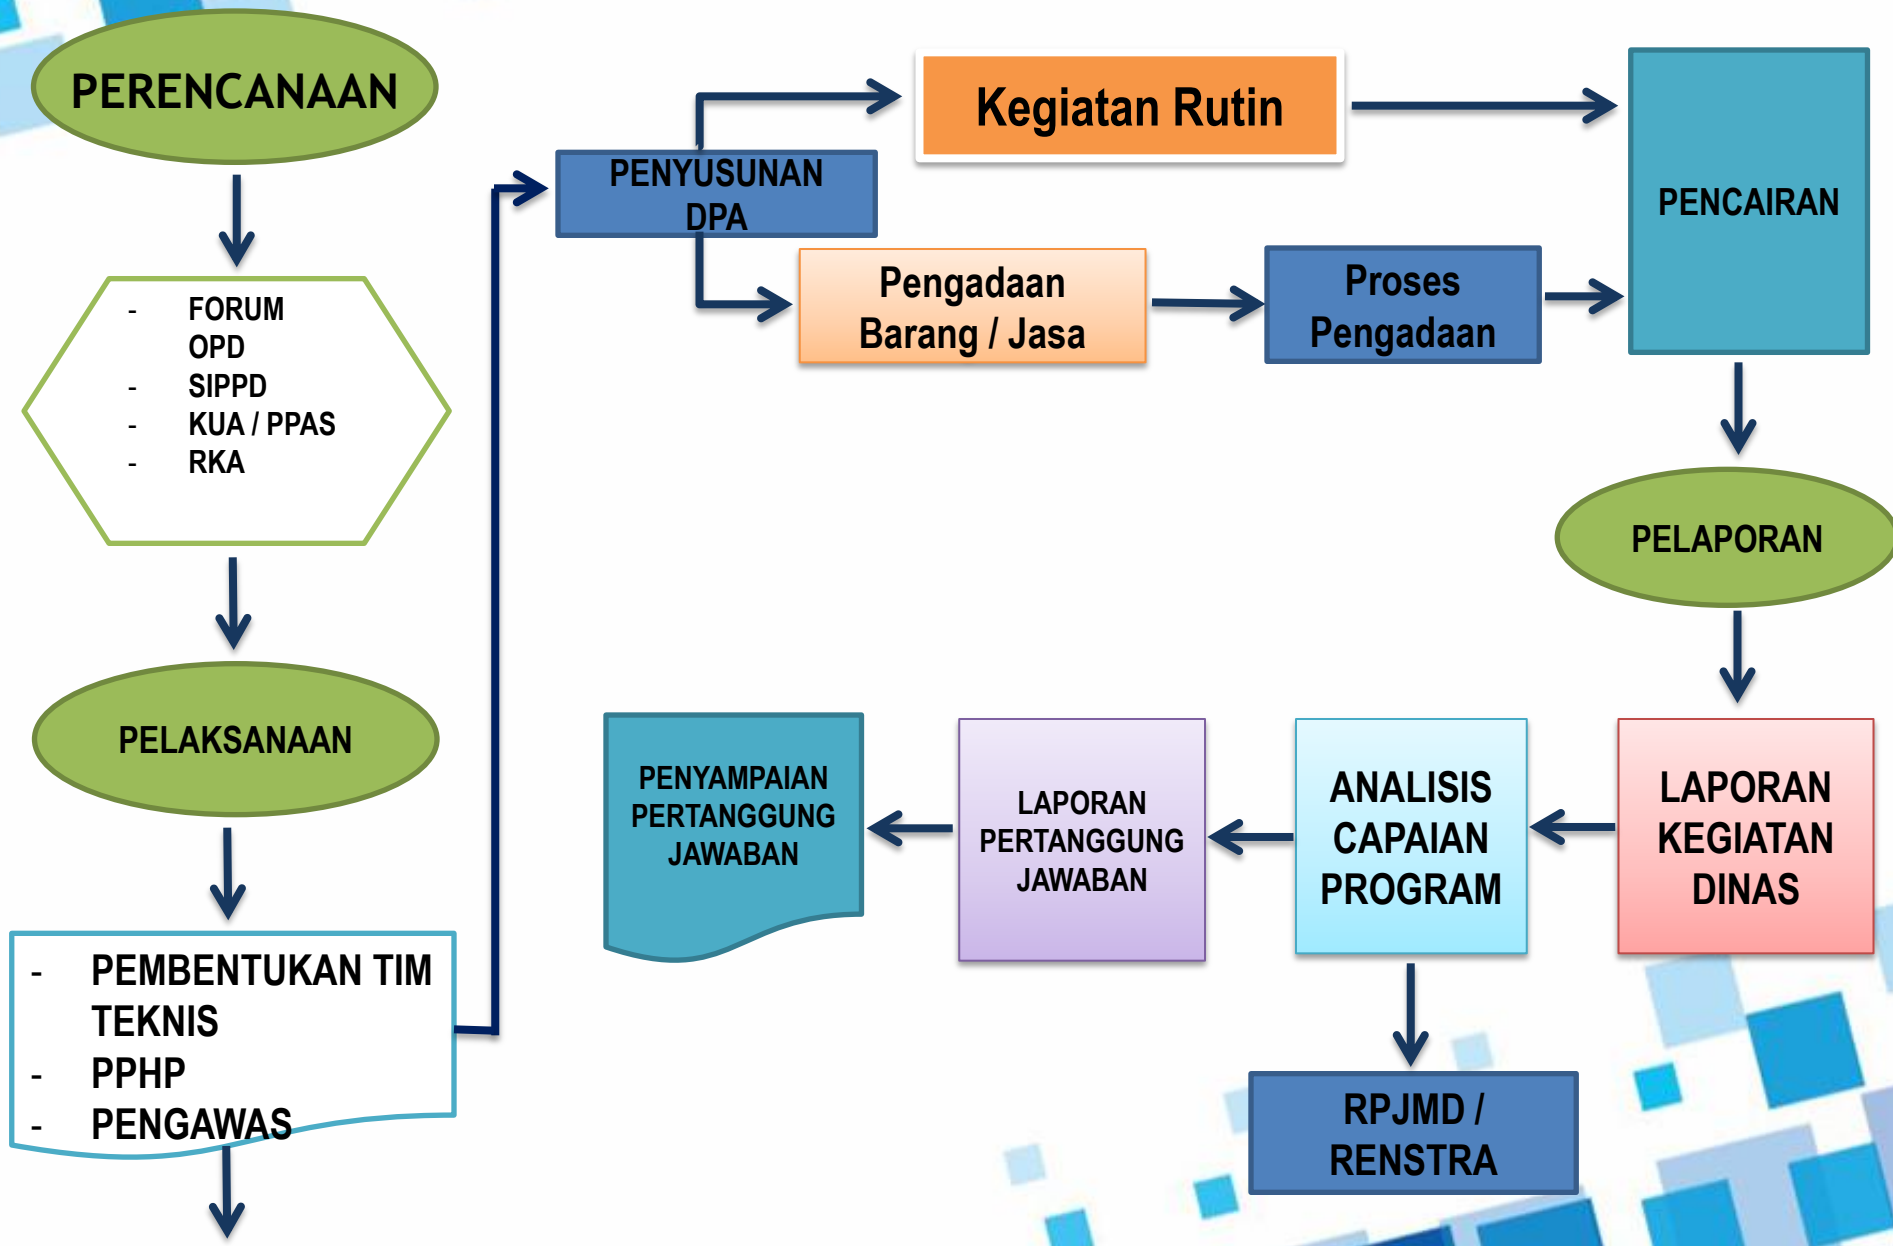 PERENCANAAN
- FORUM
OPD
- SIPPD
- KUA / PPAS
- RKA
PELAKSANAAN
- PEMBENTUKAN TIM
TEKNIS
- PPHP
- PENGAWAS
PENYUSUNAN
DPA
Kegiatan Rutin
Pengadaan
Barang / Jasa
Proses
Pengadaan
PENCAIRAN
PELAPORAN
LAPORAN
KEGIATAN
DINAS
ANALISIS
CAPAIAN
PROGRAM
RPJMD /
RENSTRA
LAPORAN
PERTANGGUNG
JAWABAN
PENYAMPAIAN
PERTANGGUNG
JAWABAN